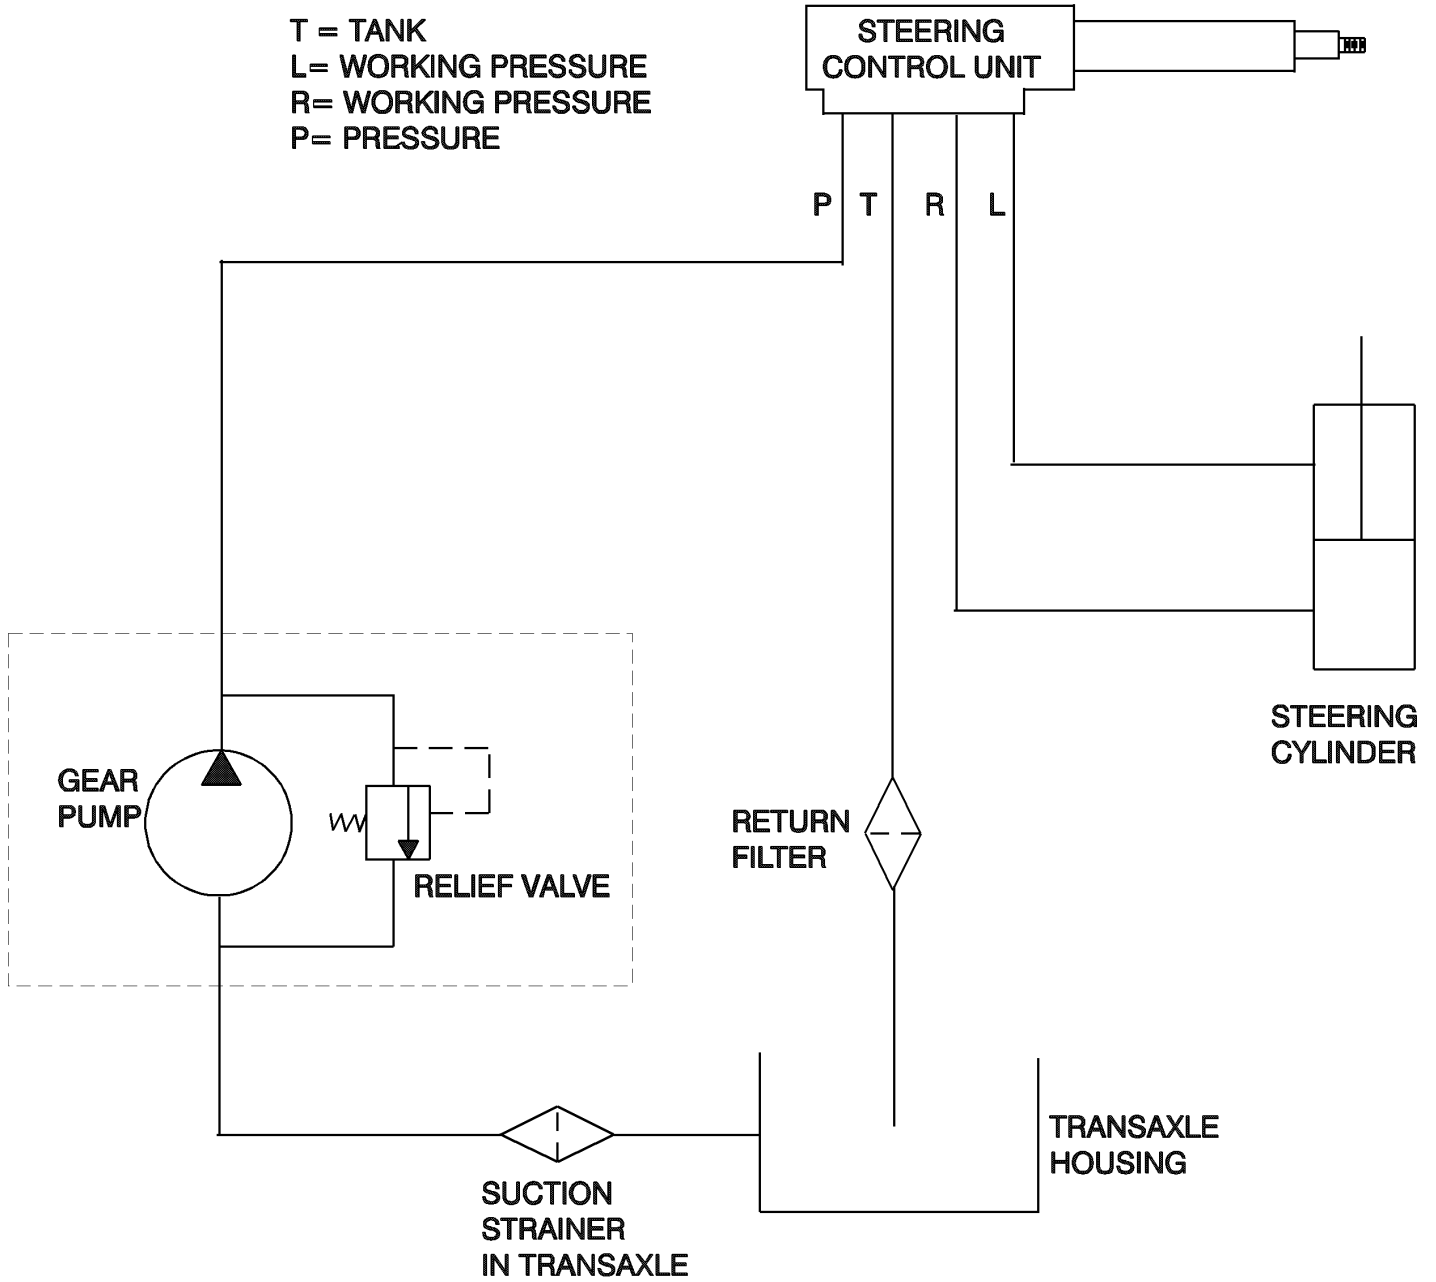 T = TANK
L= WORKING PRESSURE
R= WORKING PRESSURE
P= PRESSURE
STEERING
CONTROL UNIT
P T R L
STEERING
CYLINDER
GEAR
PUMP
RELIEF VALVE
RETURN
FILTER
TRANSAXLE
HOUSING
SUCTION
STRAINER
IN TRANSAXLE